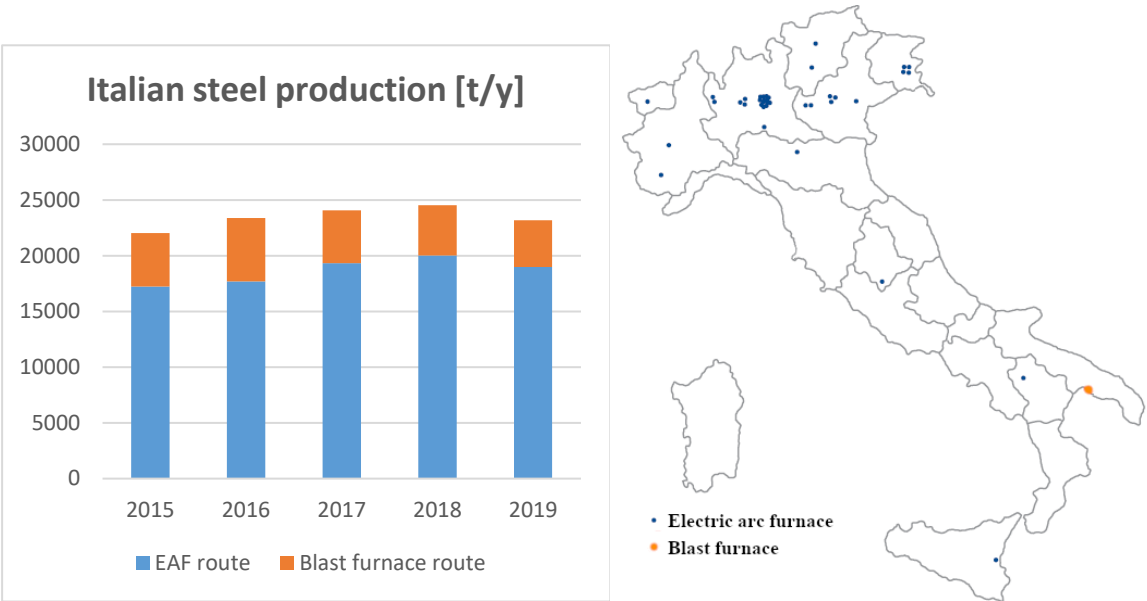 Italian steel production [t/y]
30000
25000
20000
15000
10000
5000
0
2015 2016 2017 2018 2019
EAF route Blast furnace route
Electric arc furnace
Blast furnace